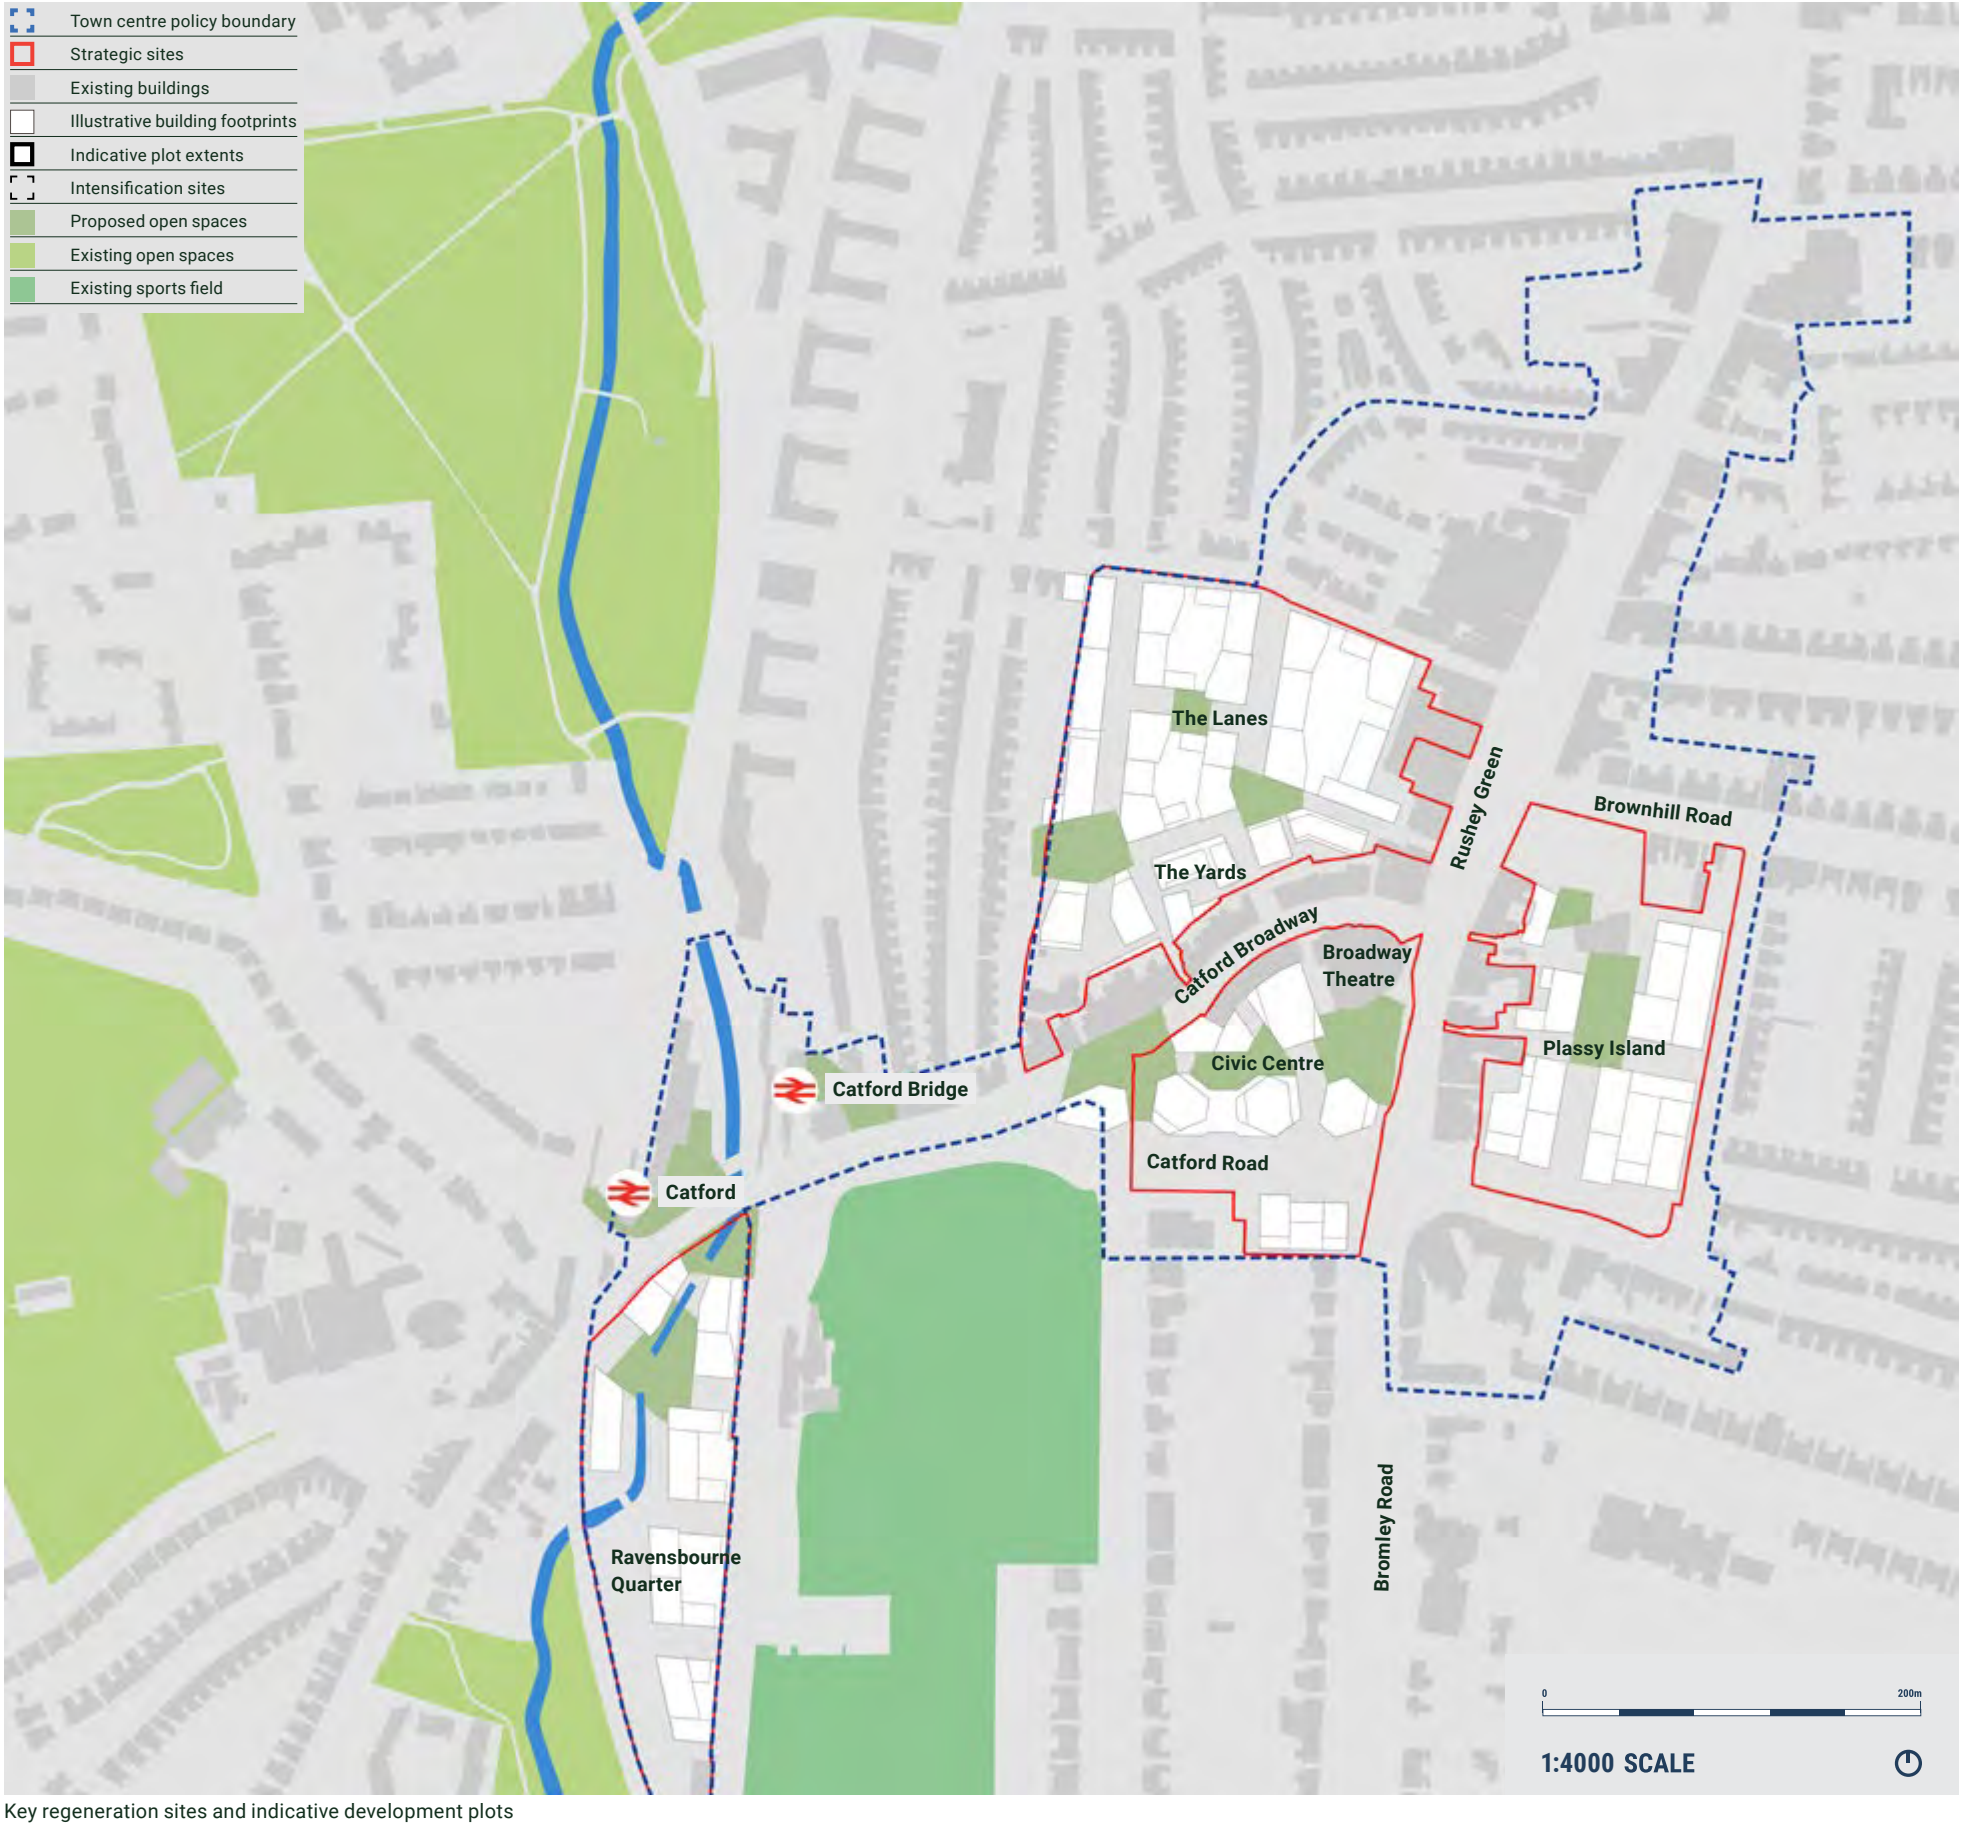 Town centre policy boundary
Strategic sites
Existing buildings
Illustrative building footprints
Indicative plot extents
Intensification sites
Proposed open spaces
Existing open spaces
Existing sports field
The Lanes
Rushey Green
Brownhill Road
The Yards
Catford Broadway
Broadway
Theatre
Civic Centre
Plassy Island
Catford Bridge
Catford Road
Catford
Ravensbourne
Quarter
Bromley Road
0 200m
1:4000 SCALE
Key regeneration sites and indicative development plots